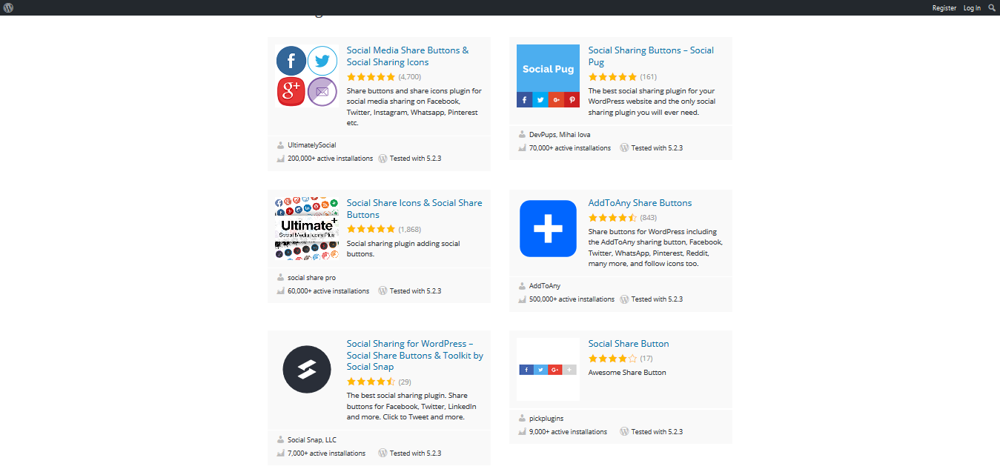 Register Log In
Social Media Share Buttons &
Social Sharing Icons
(4,700)
Share buttons and share icons plugin for
social media sharing on Facebook,
Twitter, Instagram, Whatsapp, Pinterest
etc.
UltimatelySocial
200,000+ active installations Tested with 5.2.3
Social Pug
Social Sharing Buttons – Social
Pug
(161)
The best social sharing plugin for your
WordPress website and the only social
sharing plugin you will ever need.
DevPups, Mihai Iova
70,000+ active installations Tested with 5.2.3
Ultimate+
Social Media Icons Plus
Social Share Icons & Social Share
Buttons
(1,868)
Social sharing plugin adding social
buttons.
social share pro
60,000+ active installations Tested with 5.2.3
AddToAny Share Buttons
(843)
Share buttons for WordPress including
the AddToAny sharing button, Facebook,
Twitter, WhatsApp, Pinterest, Reddit,
many more, and follow icons too.
AddToAny
500,000+ active installations Tested with 5.2.3
Social Sharing for WordPress –
Social Share Buttons & Toolkit by
Social Snap
(29)
The best social sharing plugin. Share
buttons for Facebook, Twitter, LinkedIn
and more. Click to Tweet and more.
Social Snap, LLC
7,000+ active installations Tested with 5.2.3
Social Share Button
(17)
Awesome Share Button
pickplugins
9,000+ active installations Tested with 5.2.3